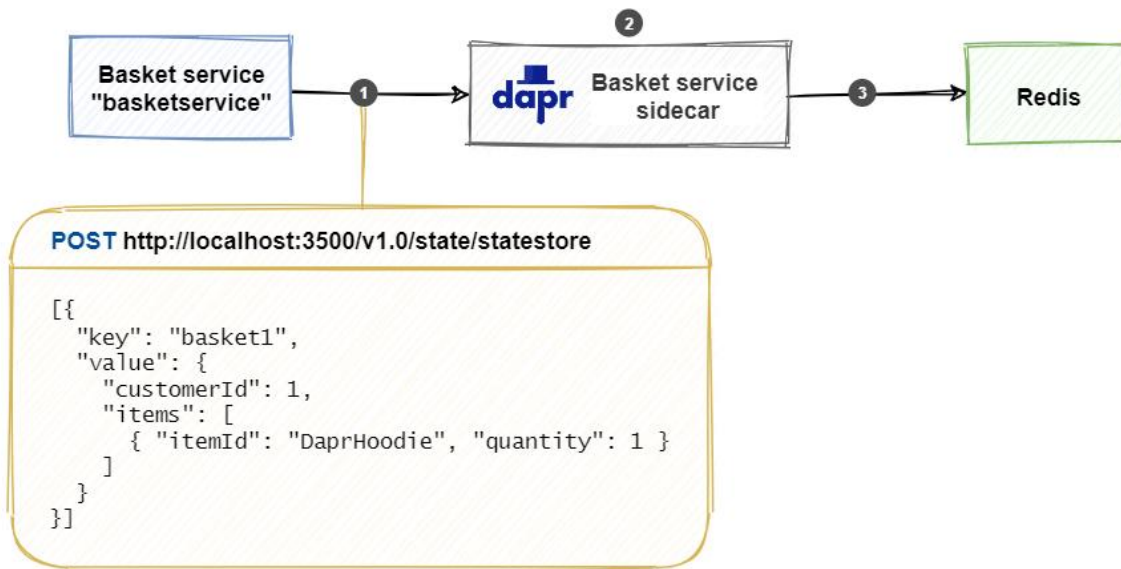 2
Basket service
"basketservice"
1
dapr
Basket service
sidecar
3
Redis
POST http://localhost:3500/v1.0/state/statestore
[{
  "key": "basket1",
  "value": {
    "customerId": 1,
    "items": [
      { "itemId": "DaprHoodie", "quantity": 1 }
    ]
  }
}]